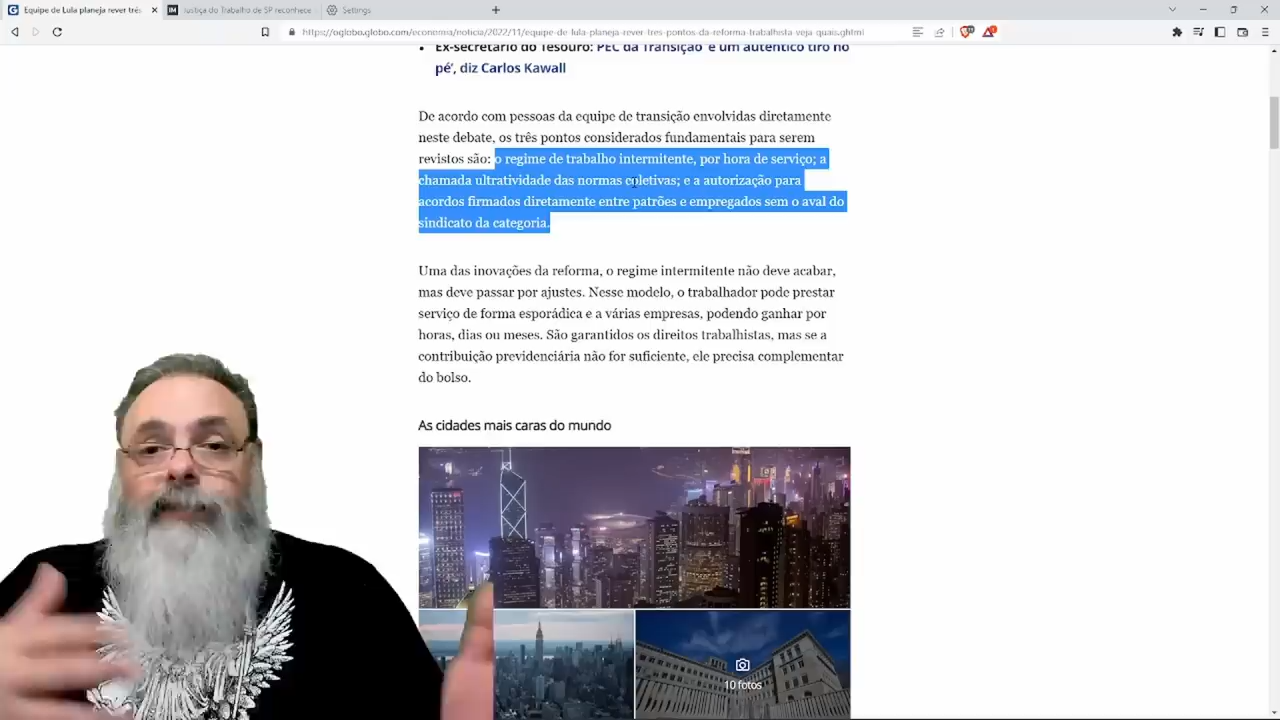 Equipe de Lula planeja rever três
Justiça do Trabalho de SP reconhece
Settings
https://oglobo.globo.com/economia/noticia/2022/11/equipe-de-lula-planeja-rever-tres-pontos-da-reforma-trabalhista-veja-quais.ghtml
Ex-secretário do Tesouro: PEC da Transição 'é um autêntico tiro no
pé', diz Carlos Kawall
De acordo com pessoas da equipe de transição envolvidas diretamente
neste debate, os três pontos considerados fundamentais para serem
revistos são: o regime de trabalho intermitente, por hora de serviço; a
chamada ultratividade das normas coletivas; e a autorização para
acordos firmados diretamente entre patrões e empregados sem o aval do
sindicato da categoria.
Uma das inovações da reforma, o regime intermitente não deve acabar,
mas deve passar por ajustes. Nesse modelo, o trabalhador pode prestar
serviço de forma esporádica e a várias empresas, podendo ganhar por
horas, dias ou meses. São garantidos os direitos trabalhistas, mas se a
contribuição previdenciária não for suficiente, ele precisa complementar
do bolso.
As cidades mais caras do mundo
10 fotos